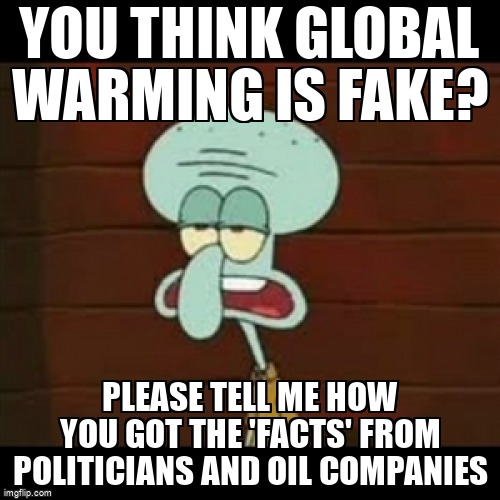 YOU THINK GLOBAL
WARMING IS FAKE?
PLEASE TELL ME HOW
YOU GOT THE 'FACTS' FROM
POLITICIANS AND OIL COMPANIES
imgflip.com